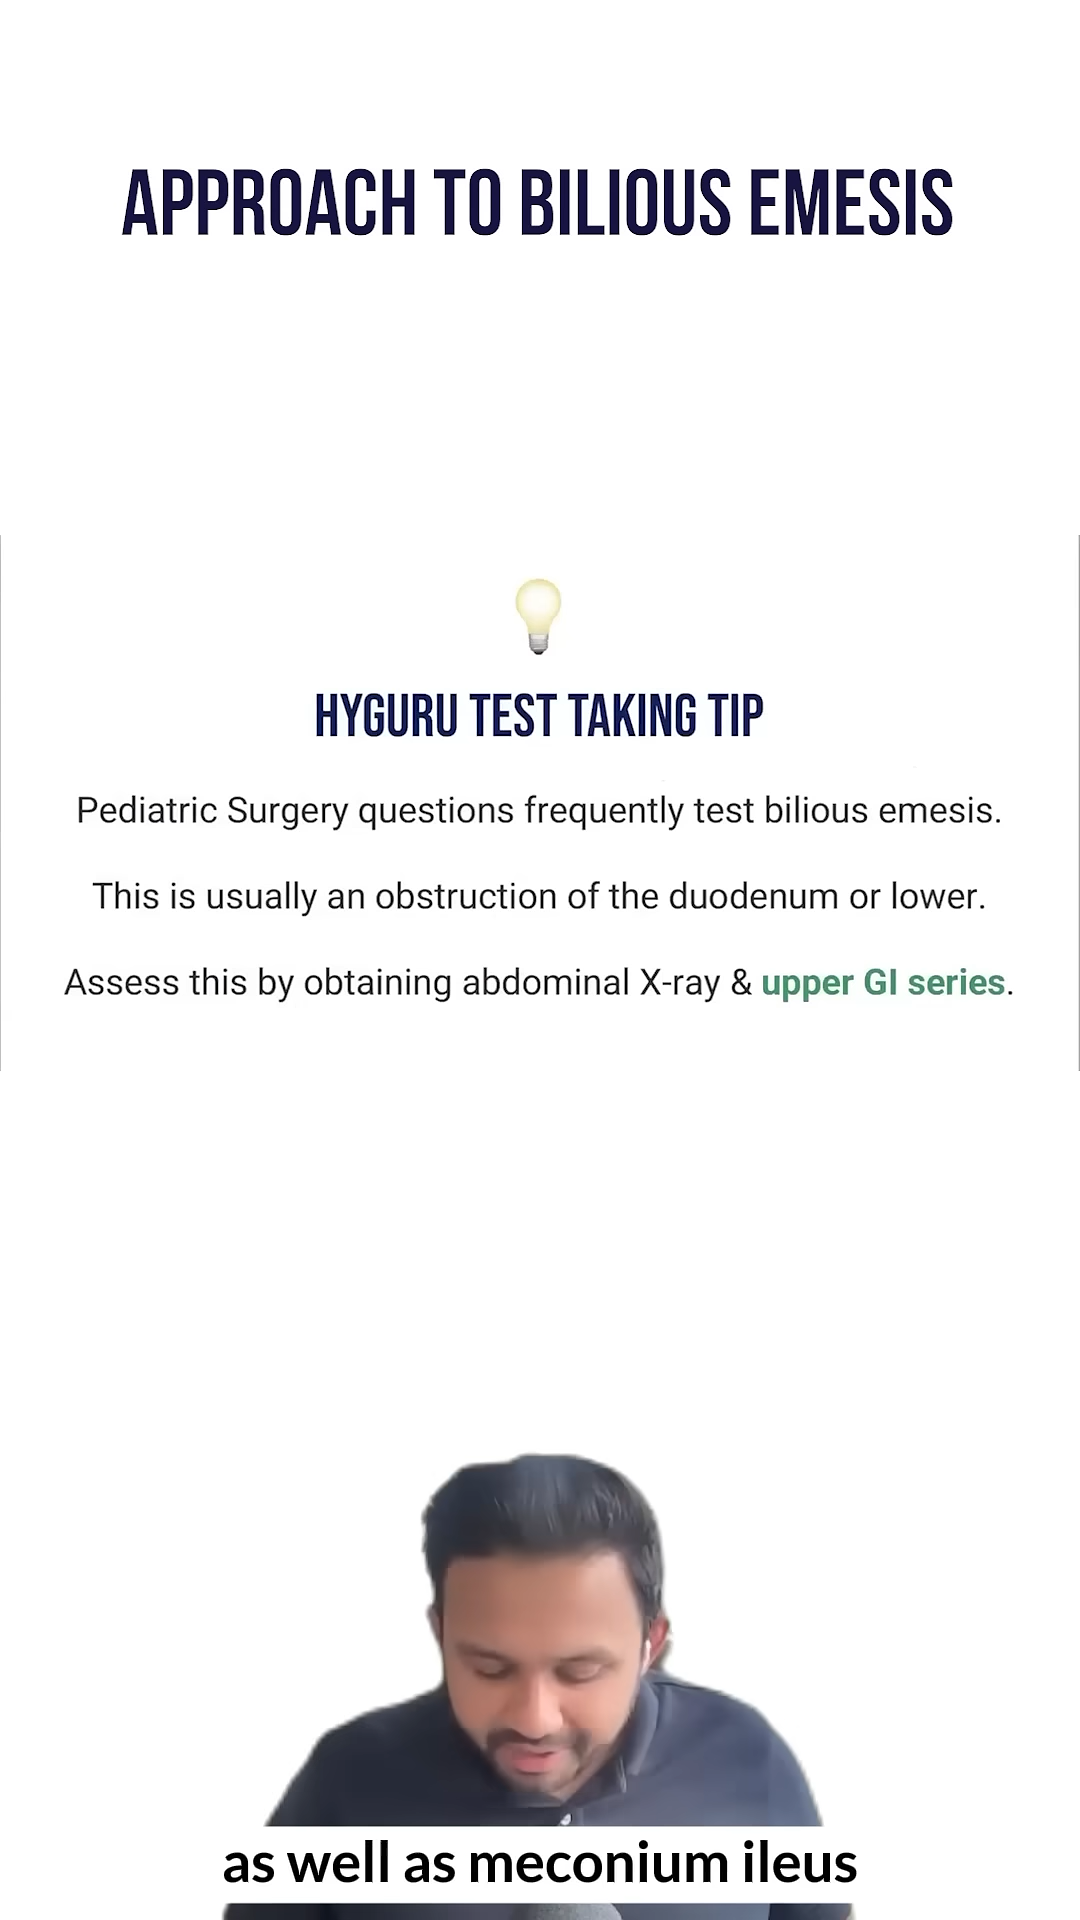 APPROACH TO BILIOUS EMESIS
HYGURU TEST TAKING TIP
Pediatric Surgery questions frequently test bilious emesis.
This is usually an obstruction of the duodenum or lower.
Assess this by obtaining abdominal X-ray & upper GI series.
as well as meconium ileus